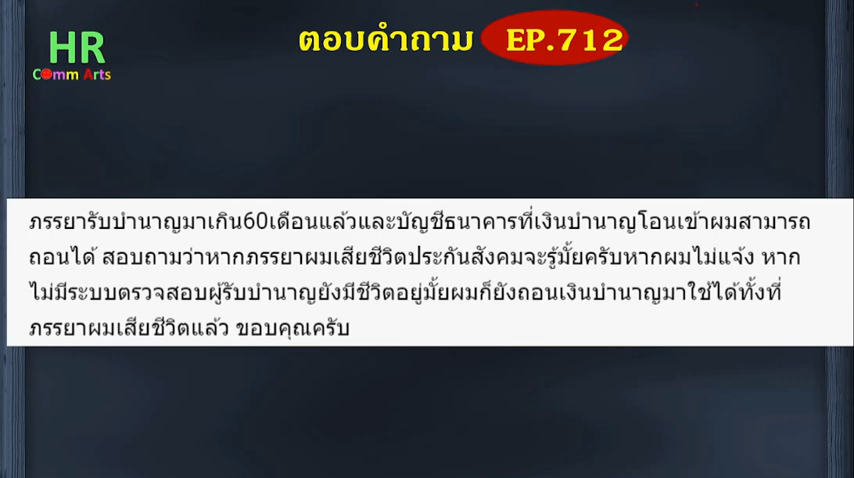 HR
Comm Arts
ตอบคำถาม EP.712
ภรรยารับบำนาญมาเกิน60เดือนแล้วและบัญชีธนาคารที่เงินบำนาญโอนเข้าผมสามารถ
ถอนได้ สอบถามว่าหากภรรยาผมเสียชีวิตประกันสังคมจะรู้มั้ยครับหากผมไม่แจ้ง หาก
ไม่มีระบบตรวจสอบผู้รับบำนาญยังมีชีวิตอยู่มั้ยผมก็ยังถอนเงินบำนาญมาใช้ได้ทั้งที่
ภรรยาผมเสียชีวิตแล้ว ขอบคุณครับ